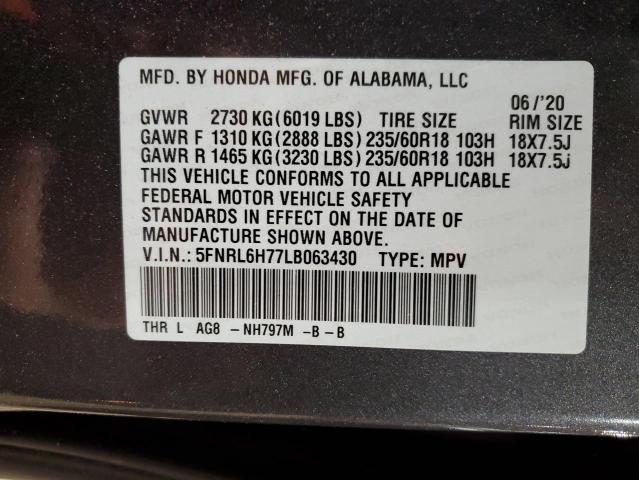 MFD. BY HONDA MFG. OF ALABAMA, LLC
06/'20
GVWR 2730 KG(6019 LBS) TIRE SIZE RIM SIZE
GAWR F 1310 KG(2888 LBS) 235/60R18 103H 18X7.5J
GAWR R 1465 KG(3230 LBS) 235/60R18 103H 18X7.5J
THIS VEHICLE CONFORMS TO ALL APPLICABLE
FEDERAL MOTOR VEHICLE SAFETY
STANDARDS IN EFFECT ON THE DATE OF
MANUFACTURE SHOWN ABOVE.
V.I.N.: 5FNRL6H77LB063430 TYPE: MPV
THR L AG8 -NH797M -B-B